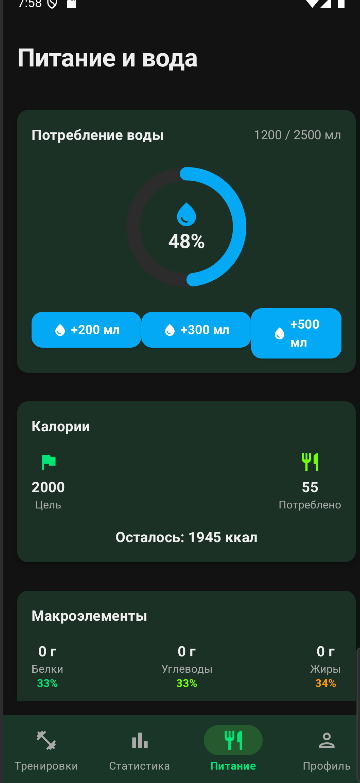 7:58
Питание и вода
Потребление воды 1200 / 2500 мл
48%
+200 мл +300 мл +500 мл
Калории
2000 55
Цель Потреблено
Осталось: 1945 ккал
Макроэлементы
0 г 0 г 0 г
Белки Углеводы Жиры
33% 33% 34%
Тренировки Статистика Питание Профиль